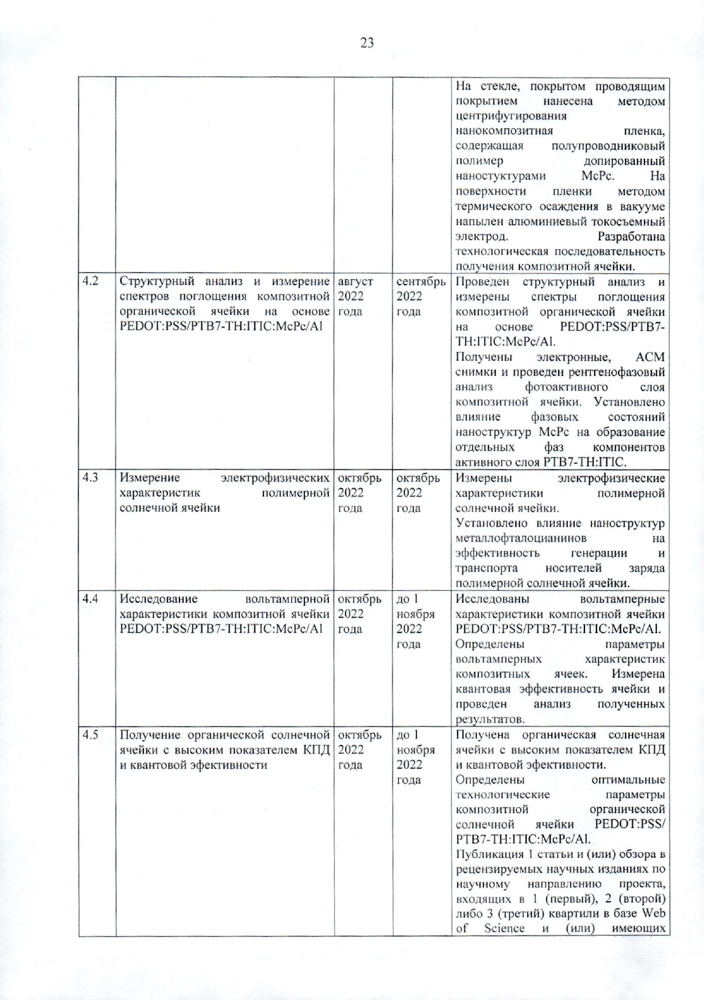 23
На стекле, покрытом проводящим
покрытием нанесена методом
центрифугирования
нанокомпозитная пленка,
содержащая полупроводниковый
полимер допированный
наностуктурами МсРс. На
поверхности пленки методом
термического осаждения в вакууме
напылен алюминиевый токосъемный
электрод. Разработана
технологическая последовательность
получения композитной ячейки.
4.2
Структурный анализ и измерение
спектров поглощения композитной
органической ячейки на основе
PEDOT:PSS/PTB7-TH:ITIC:McPc/Al
август
2022
года
сентябрь
2022
года
Проведен структурный анализ и
измерены спектры поглощения
композитной органической ячейки
на основе PEDOT:PSS/PTB7-
TH:ITIC:McPc/Al.
Получены электронные, АСМ
снимки и проведен рентгенофазовый
анализ фотоактивного слоя
композитной ячейки. Установлено
влияние фазовых состояний
наноструктур МсРс на образование
отдельных фаз компонентов
активного слоя PTB7-TH:ITIC.
4.3
Измерение электрофизических
характеристик полимерной
солнечной ячейки
октябрь
2022
года
октябрь
2022
года
Измерены электрофизические
характеристики полимерной
солнечной ячейки.
Установлено влияние наноструктур
металлофталоцианинов на
эффективность генерации и
транспорта носителей заряда
полимерной солнечной ячейки.
4.4
Исследование вольтамперной
характеристики композитной ячейки
PEDOT:PSS/PTB7-TH:ITIC:McPc/Al
октябрь
2022
года
до 1
ноября
2022
года
Исследованы вольтамперные
характеристики композитной ячейки
PEDOT:PSS/PTB7-TH:ITIC:McPc/Al.
Определены параметры
вольтамперных характеристик
композитных ячеек. Измерена
квантовая эффективность ячейки и
проведен анализ полученных
результатов.
4.5
Получение органической солнечной
ячейки с высоким показателем КПД
и квантовой эфективности
октябрь
2022
года
до 1
ноября
2022
года
Получена органическая солнечная
ячейки с высоким показателем КПД
и квантовой эфективности.
Определены оптимальные
технологические параметры
композитной органической
солнечной ячейки PEDOT:PSS/
PTB7-TH:ITIC:McPc/Al.
Публикация 1 статьи и (или) обзора в
рецензируемых научных изданиях по
научному направлению проекта,
входящих в 1 (первый), 2 (второй)
либо 3 (третий) квартили в базе Web
of Science и (или) имеющих